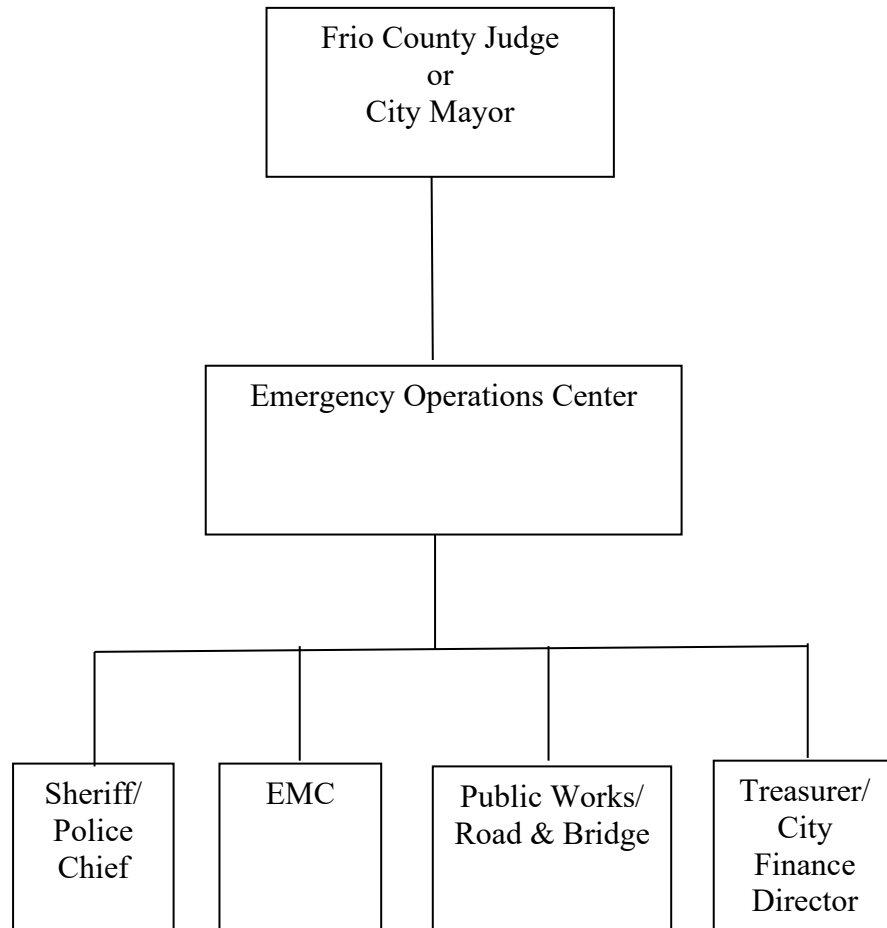 Frio County Judge
or
City Mayor
Emergency Operations Center
Sheriff/
Police
Chief
EMC
Public Works/
Road & Bridge
Treasurer/
City
Finance
Director